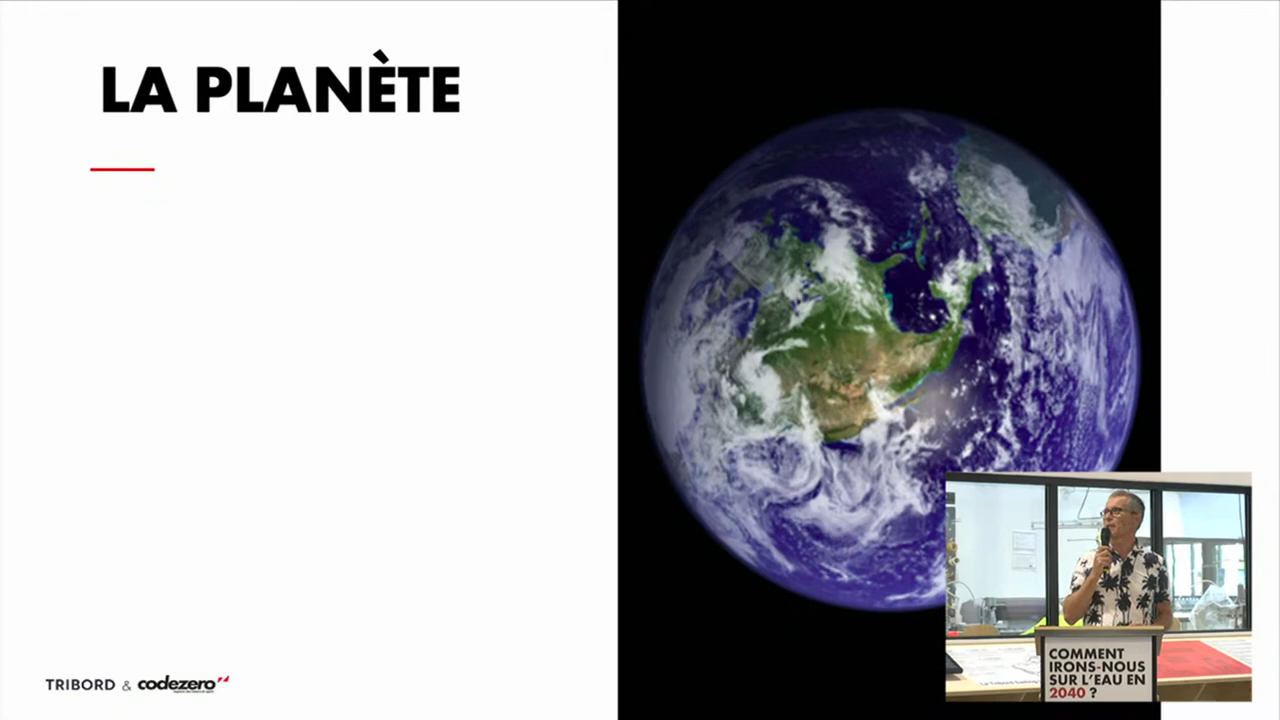 LA PLANÈTE
TRIBORD & codezero
COMMENT
IRONS-NOUS
SUR L'EAU EN
2040 ?